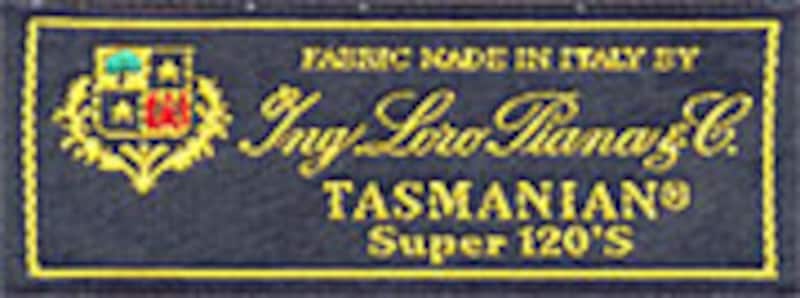 FABRIC MADE IN ITALY BY
Ing. Loro Piana & C.
TASMANIAN®
Super 120'S